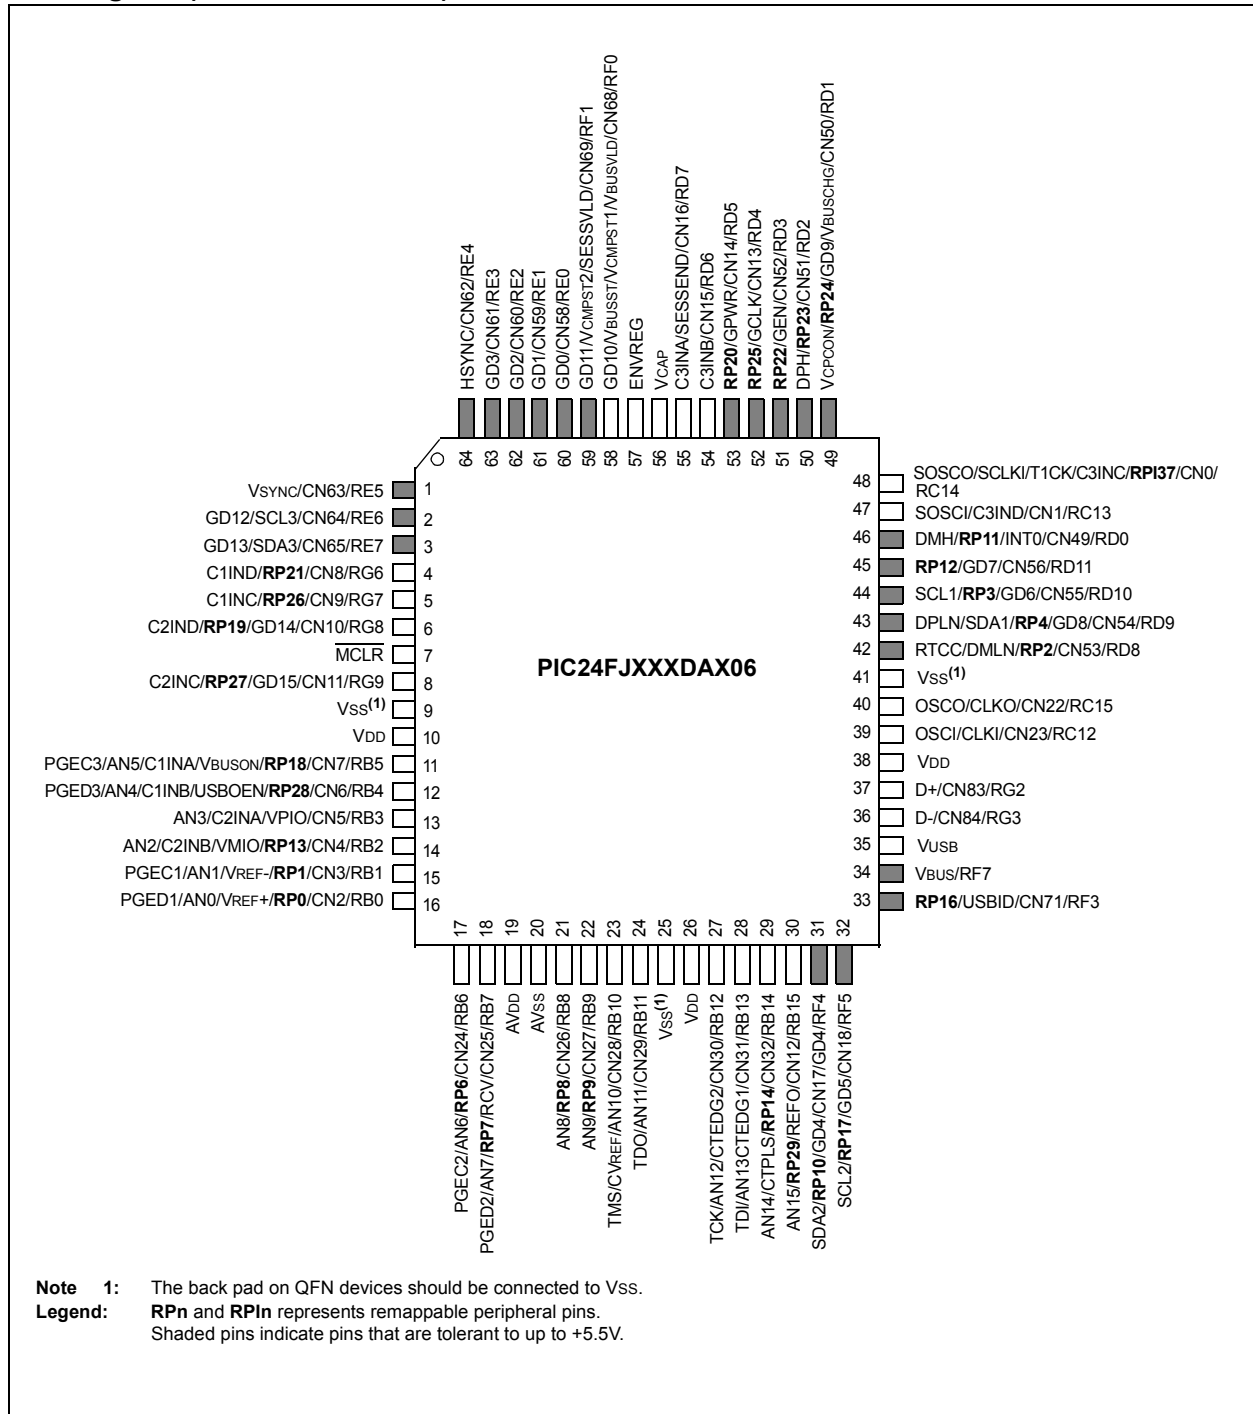 HSYNC/CN62/RE4
GD3/CN61/RE3
GD2/CN60/RE2
GD1/CN59/RE1
GD0/CN58/RE0
GD11/VCMPST2/SESSVLD/CN69/RF1
GD10/VBUSST/VCMPST1/VBUSVLD/CN68/RF0
ENVREG
VCAP
C3INA/SESSEND/CN16/RD7
C3INB/CN15/RD6
RP20/GPWR/CN14/RD5
RP25/GCLK/CN13/RD4
RP22/GEN/CN52/RD3
DPH/RP23/CN51/RD2
VCPCON/RP24/GD9/VBUSCHG/CN50/RD1
64 63 62 61 60 59 58 57 56 55 54 53 52 51 50 49
VSYNC/CN63/RE5 1
GD12/SCL3/CN64/RE6 2
GD13/SDA3/CN65/RE7 3
C1IND/RP21/CN8/RG6 4
C1INC/RP26/CN9/RG7 5
C2IND/RP19/GD14/CN10/RG8 6
MCLR 7
C2INC/RP27/GD15/CN11/RG9 8
VSS(1) 9
VDD 10
PGEC3/AN5/C1INA/VBUSON/RP18/CN7/RB5 11
PGED3/AN4/C1INB/USBOEN/RP28/CN6/RB4 12
AN3/C2INA/VPIO/CN5/RB3 13
AN2/C2INB/VMIO/RP13/CN4/RB2 14
PGEC1/AN1/VREF-/RP1/CN3/RB1 15
PGED1/AN0/VREF+/RP0/CN2/RB0 16
PIC24FJXXXDAX06
48 SOSCO/SCLKI/T1CK/C3INC/RPI37/CN0/
RC14
47 SOSCI/C3IND/CN1/RC13
46 DMH/RP11/INT0/CN49/RD0
45 RP12/GD7/CN56/RD11
44 SCL1/RP3/GD6/CN55/RD10
43 DPLN/SDA1/RP4/GD8/CN54/RD9
42 RTCC/DMLN/RP2/CN53/RD8
41 VSS(1)
40 OSCO/CLKO/CN22/RC15
39 OSCI/CLKI/CN23/RC12
38 VDD
37 D+/CN83/RG2
36 D-/CN84/RG3
35 VUSB
34 VBUS/RF7
33 RP16/USBID/CN71/RF3
17 18 19 20 21 22 23 24 25 26 27 28 29 30 31 32
PGEC2/AN6/RP6/CN24/RB6
PGED2/AN7/RP7/RCV/CN25/RB7
AVDD
AVSS
AN8/RP8/CN26/RB8
AN9/RP9/CN27/RB9
TMS/CVREF/AN10/CN28/RB10
TDO/AN11/CN29/RB11
VSS(1)
VDD
TCK/AN12/CTEDG2/CN30/RB12
TDI/AN13CTEDG1/CN31/RB13
AN14/CTPLS/RP14/CN32/RB14
AN15/RP29/REFO/CN12/RB15
SDA2/RP10/GD4/CN17/GD4/RF4
SCL2/RP17/GD5/CN18/RF5
Note 1: The back pad on QFN devices should be connected to VSS.
Legend: RPn and RPIn represents remappable peripheral pins.
Shaded pins indicate pins that are tolerant to up to +5.5V.